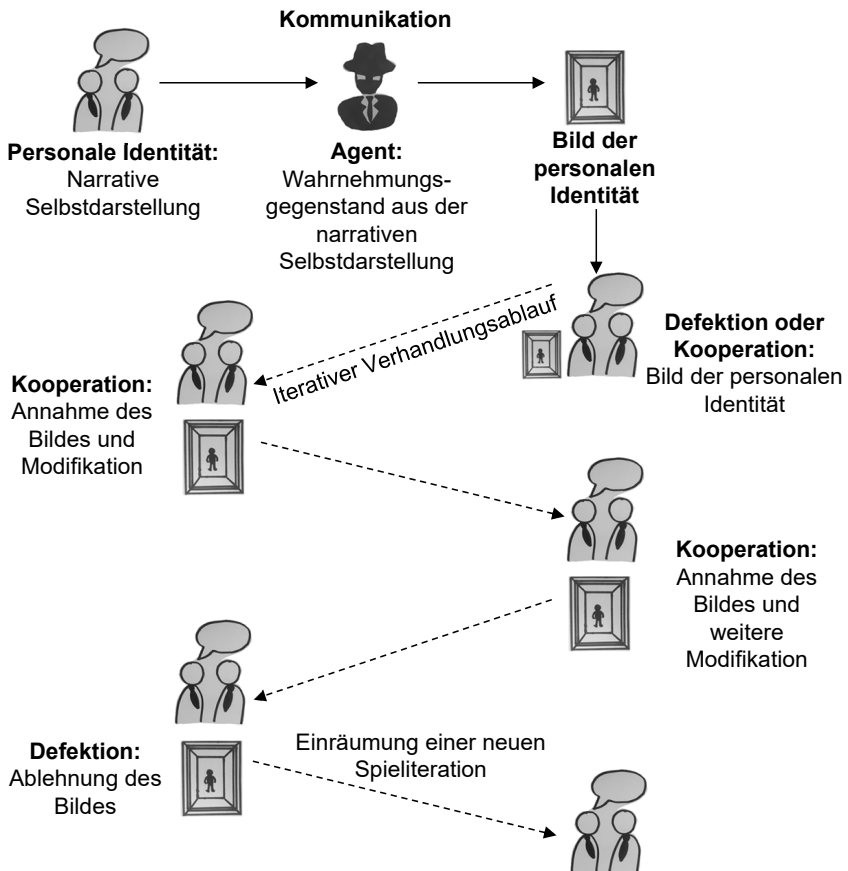 Kommunikation
Personale Identität:
Narrative
Selbstdarstellung
Agent:
Wahrnehmungs-
gegenstand aus der
narrativen
Selbstdarstellung
Bild der
personalen
Identität
Iterativer Verhandlungsablauf
Defektion oder
Kooperation:
Bild der personalen
Identität
Kooperation:
Annahme des
Bildes und
Modifikation
Kooperation:
Annahme des
Bildes und
weitere
Modifikation
Defektion:
Ablehnung des
Bildes
Einräumung einer neuen
Spieliteration